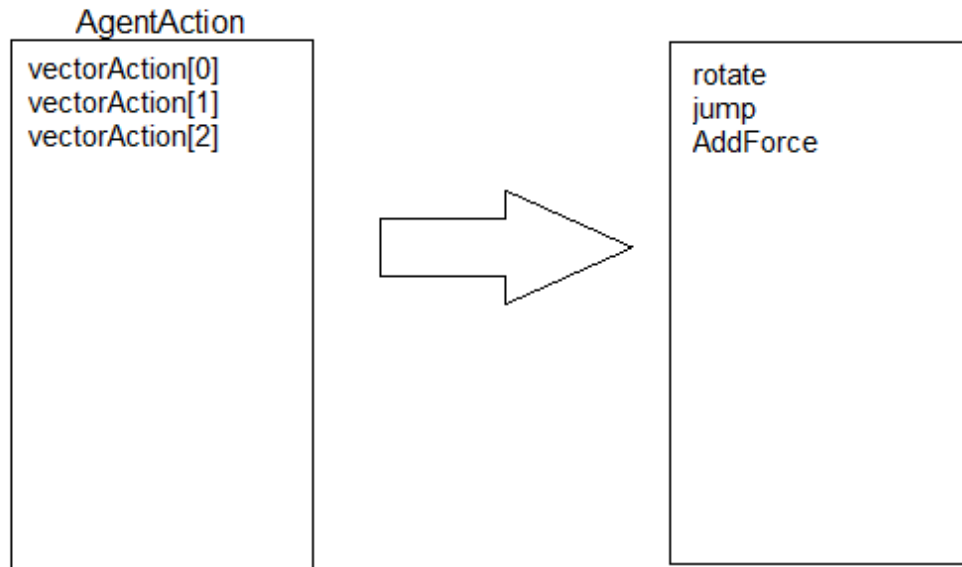 AgentAction
vectorAction[0]
vectorAction[1]
vectorAction[2]
rotate
jump
AddForce